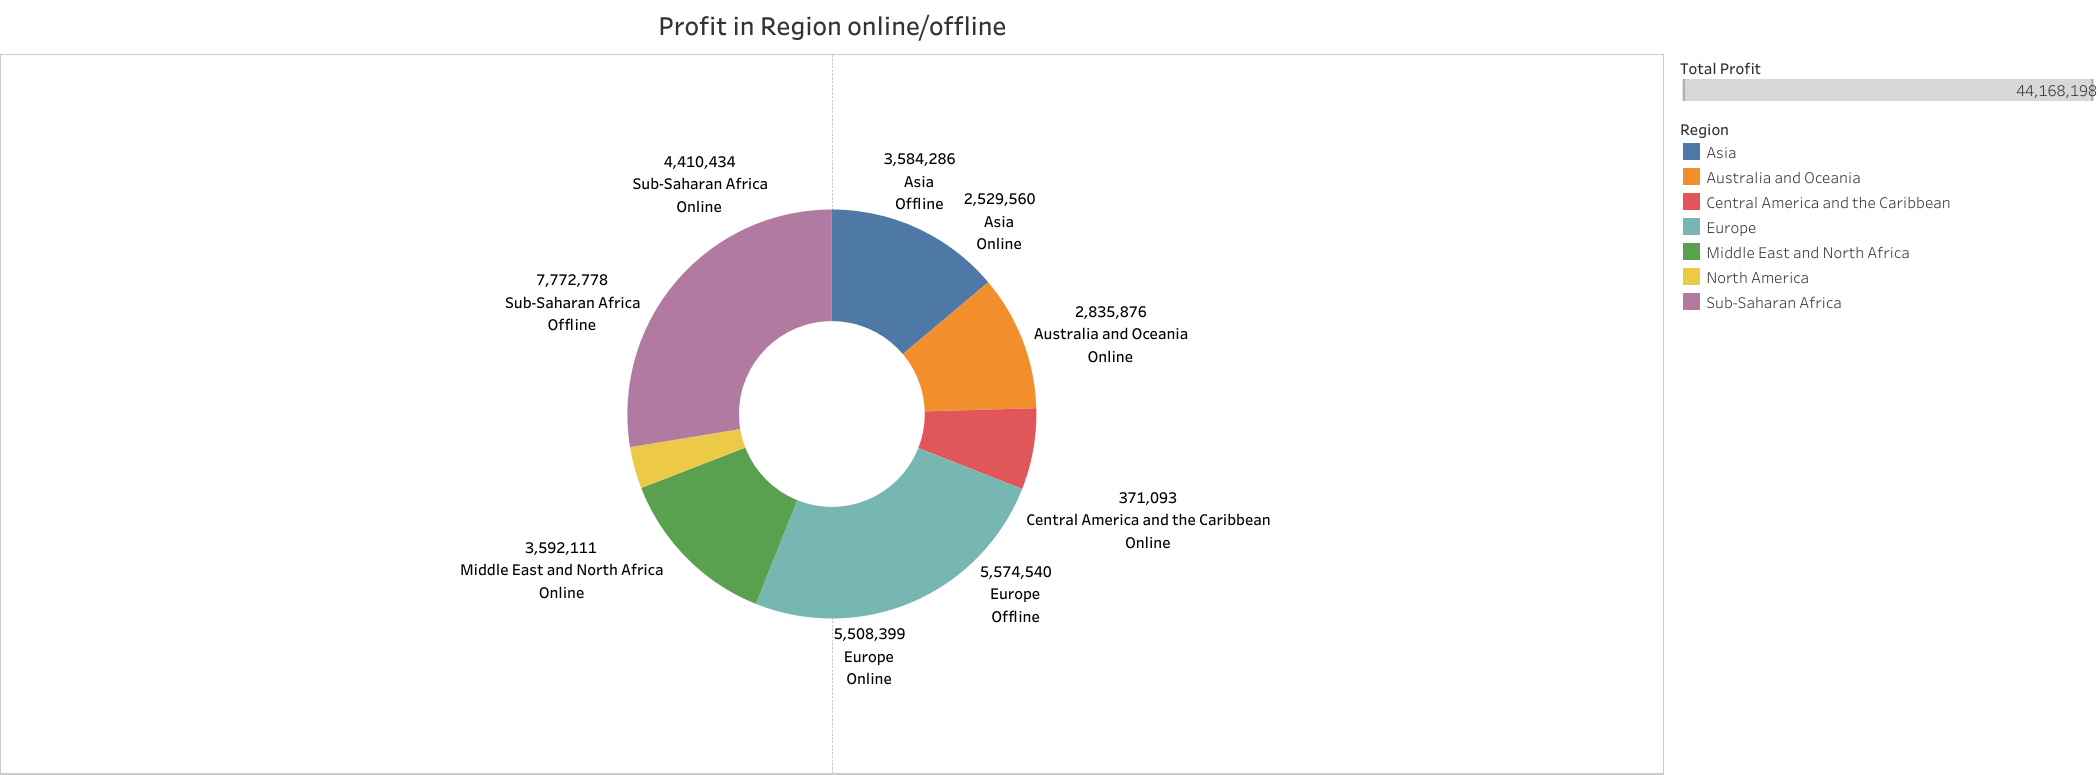 Profit in Region online/offline
4,410,434
Sub-Saharan Africa
Online
3,584,286
Asia
Offline
2,529,560
Asia
Online
7,772,778
Sub-Saharan Africa
Offline
2,835,876
Australia and Oceania
Online
371,093
Central America and the Caribbean
Online
3,592,111
Middle East and North Africa
Online
5,574,540
Europe
Offline
5,508,399
Europe
Online
Total Profit
44,168,198
Region
Asia
Australia and Oceania
Central America and the Caribbean
Europe
Middle East and North Africa
North America
Sub-Saharan Africa